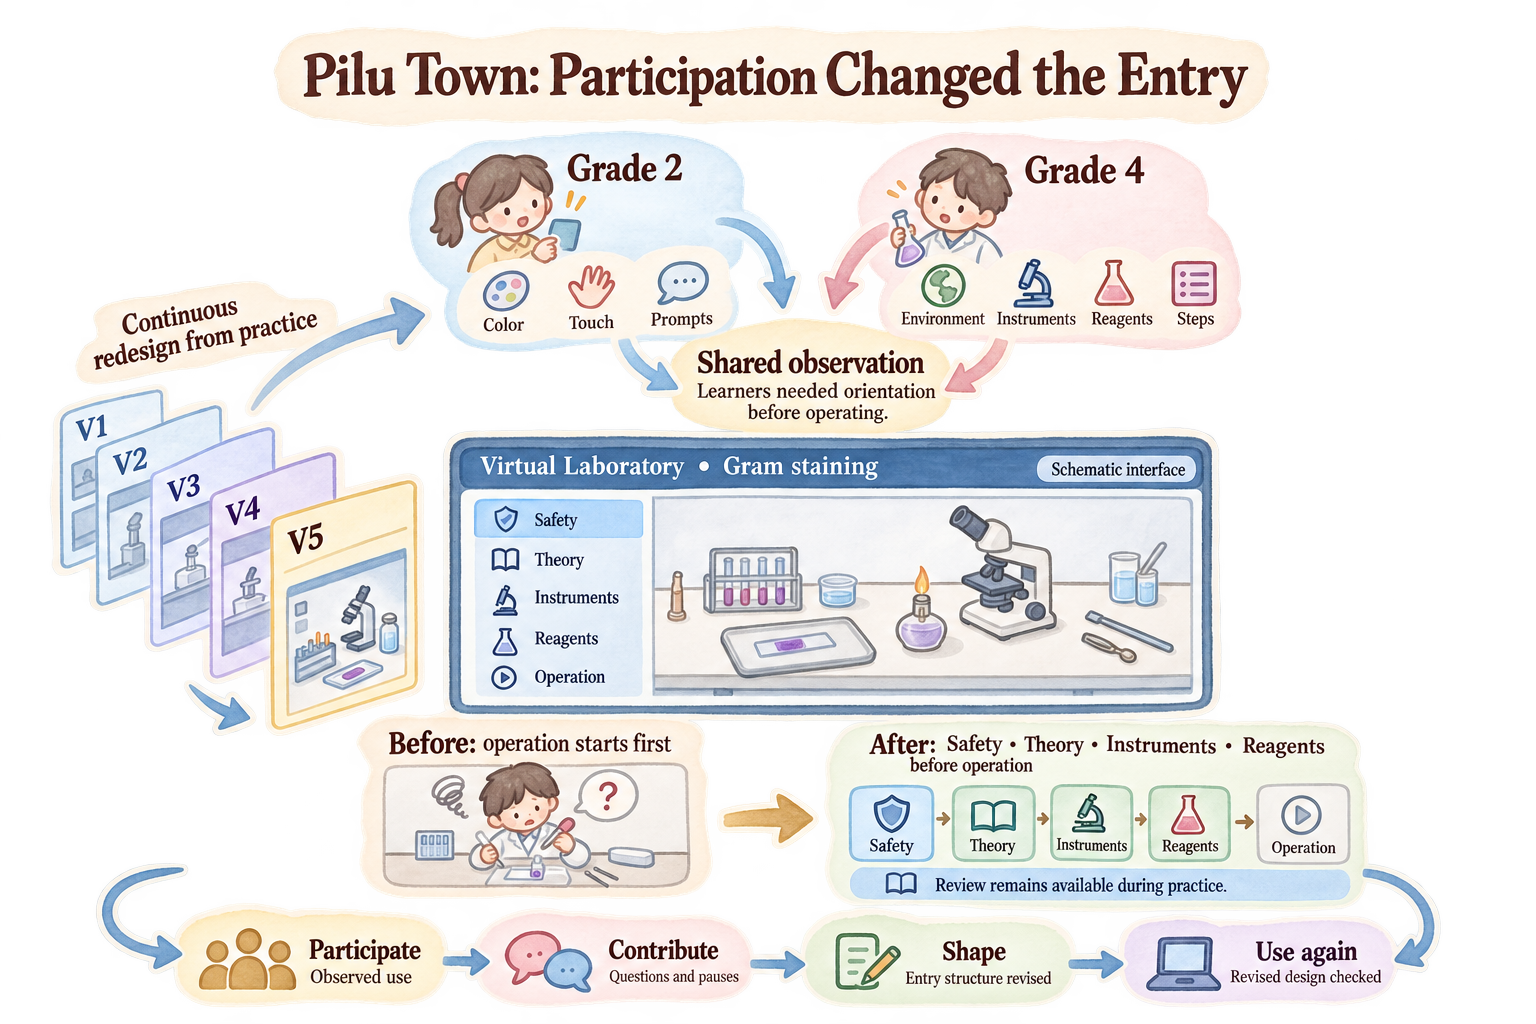 Pilu Town: Participation Changed the Entry
Grade 2
Color
Touch
Prompts
Grade 4
Environment
Instruments
Reagents
Steps
Continuous
redesign from practice
Shared observation
Learners needed orientation
before operating.
V1
V2
V3
V4
V5
Virtual Laboratory • Gram staining
Schematic interface
Safety
Theory
Instruments
Reagents
Operation
Before: operation starts first
?
After: Safety • Theory • Instruments • Reagents
before operation
Safety
Theory
Instruments
Reagents
Operation
Review remains available during practice.
Participate
Observed use
Contribute
Questions and pauses
Shape
Entry structure revised
Use again
Revised design checked